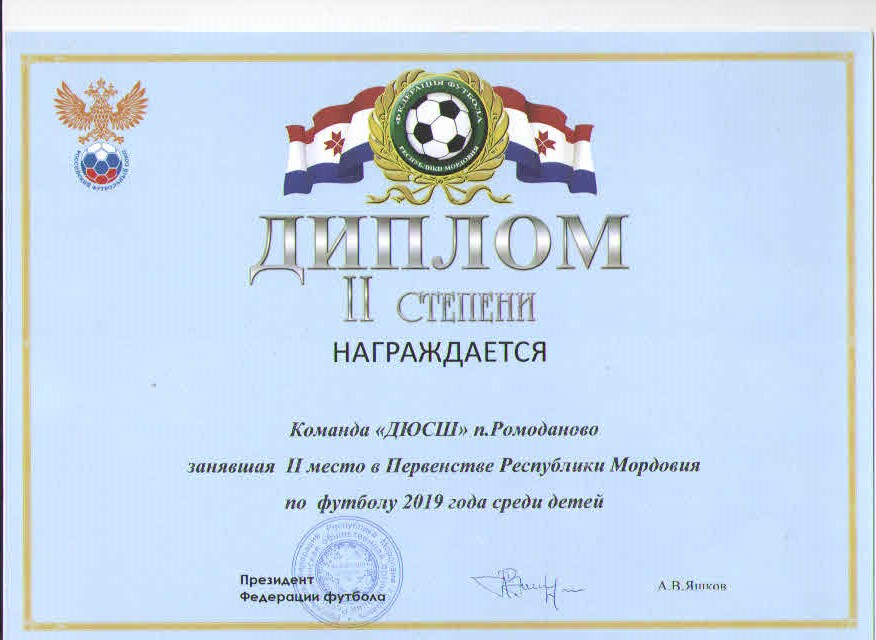 РОССИЙСКИЙ ФУТБОЛЬНЫЙ СОЮЗ
ФЕДЕРАЦИЯ ФУТБОЛА
РЕСПУБЛИКИ МОРДОВИЯ
ДИПЛОМ
II СТЕПЕНИ
НАГРАЖДАЕТСЯ
Команда «ДЮСШ» п.Ромоданово
занявшая II место в Первенстве Республики Мордовия
по футболу 2019 года среди детей
Президент
Федерации футбола
А.В.Яшков